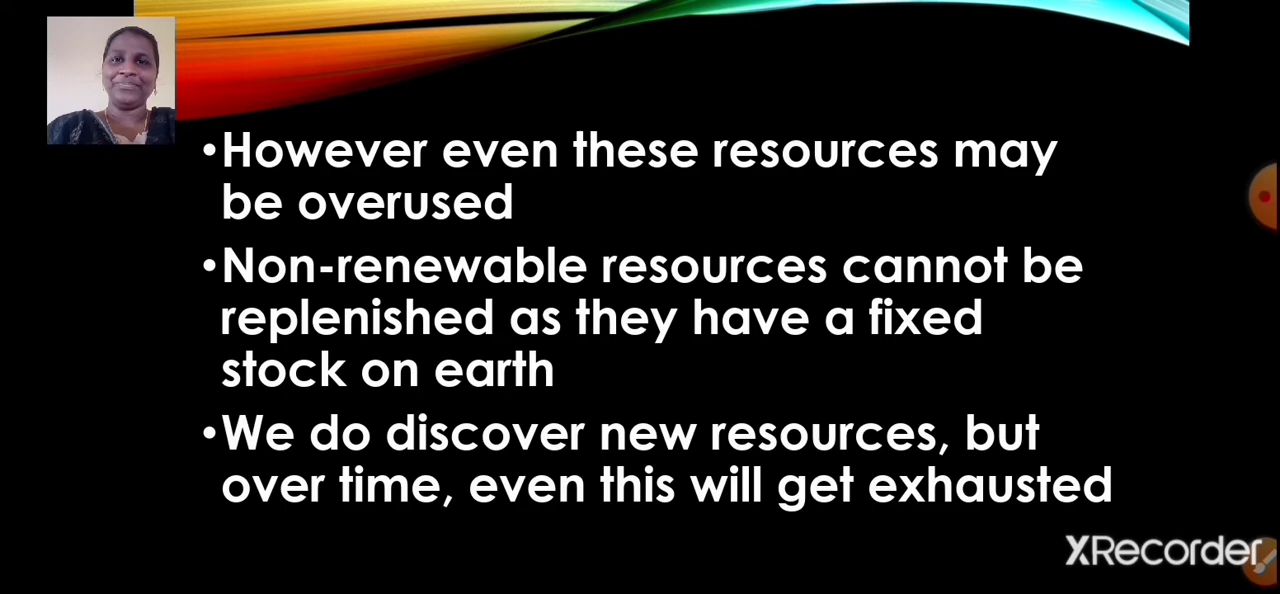 •However even these resources may
be overused
•Non-renewable resources cannot be
replenished as they have a fixed
stock on earth
•We do discover new resources, but
over time, even this will get exhausted
XRecorder